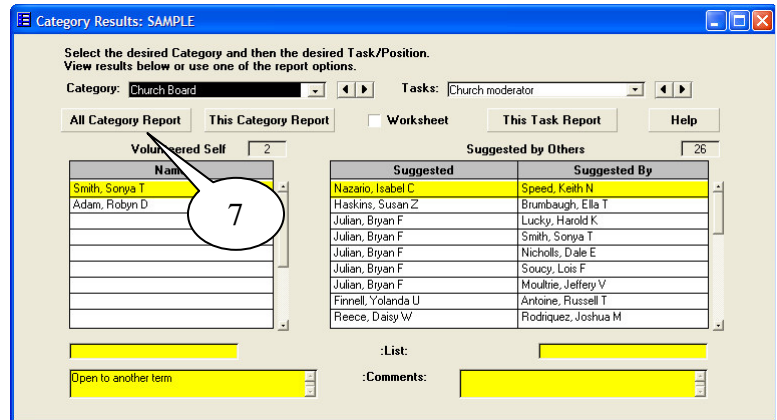 Category Results: SAMPLE
Select the desired Category and then the desired Task/Position.
View results below or use one of the report options.
Category: Church Board Tasks: Church moderator
All Category Report This Category Report Worksheet This Task Report Help
Volunteered Self 2 Suggested by Others 26
Name Suggested Suggested By
Smith, Sonya T Nazario, Isabel C Speed, Keith N
Adam, Robyn D Haskins, Susan Z Brumbaugh, Ella T
Julian, Bryan F Lucky, Harold K
7 Julian, Bryan F Smith, Sonya T
Julian, Bryan F Nicholls, Dale E
Julian, Bryan F Soucy, Lois F
Julian, Bryan F Moultrie, Jeffery V
Finnell, Yolanda U Antoine, Russell T
Reece, Daisy W Rodriquez, Joshua M
:List:
Open to another term :Comments: